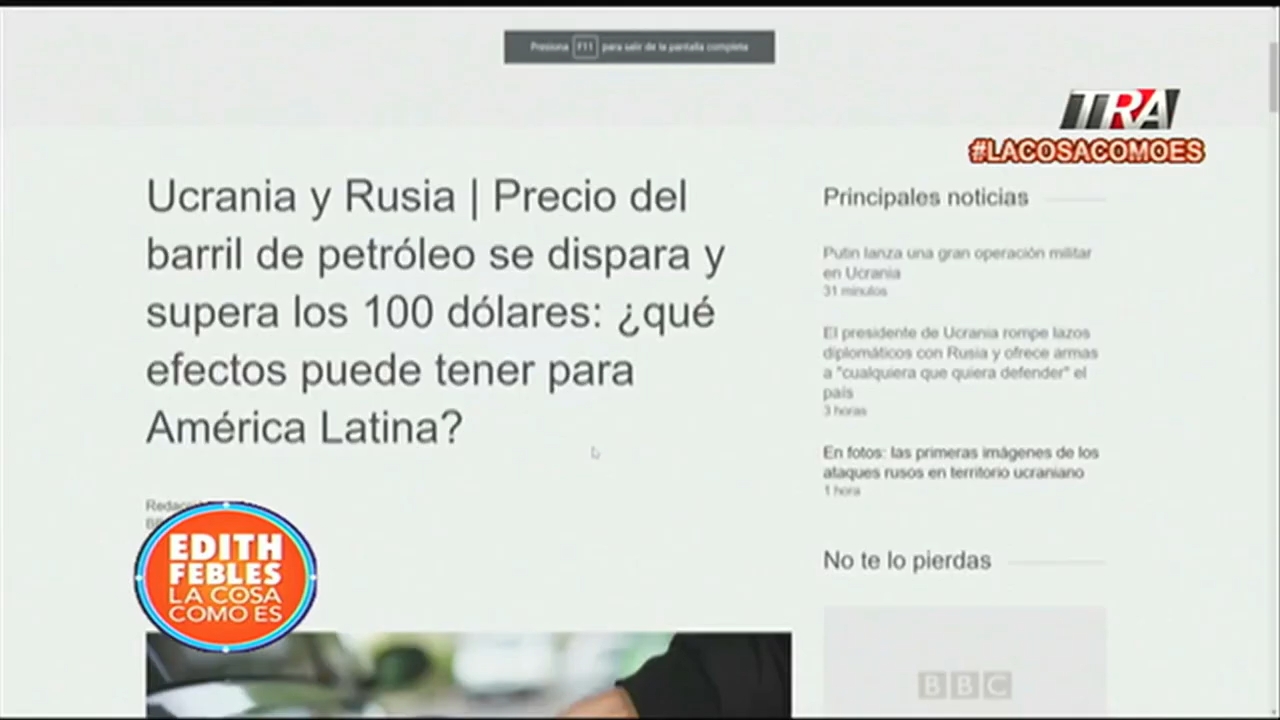 Presiona F11 para salir de la pantalla completa
TRA
#LACOSACOMOES
Ucrania y Rusia | Precio del
barril de petróleo se dispara y
supera los 100 dólares: ¿qué
efectos puede tener para
América Latina?
Principales noticias
Putin lanza una gran operación militar
en Ucrania
31 minutos
El presidente de Ucrania rompe lazos
diplomáticos con Rusia y ofrece armas
a "cualquiera que quiera defender" el
país
3 horas
En fotos: las primeras imágenes de los
ataques rusos en territorio ucraniano
1 hora
No te lo pierdas
BBC
EDITH
FEBLES
LA COSA
COMO ES